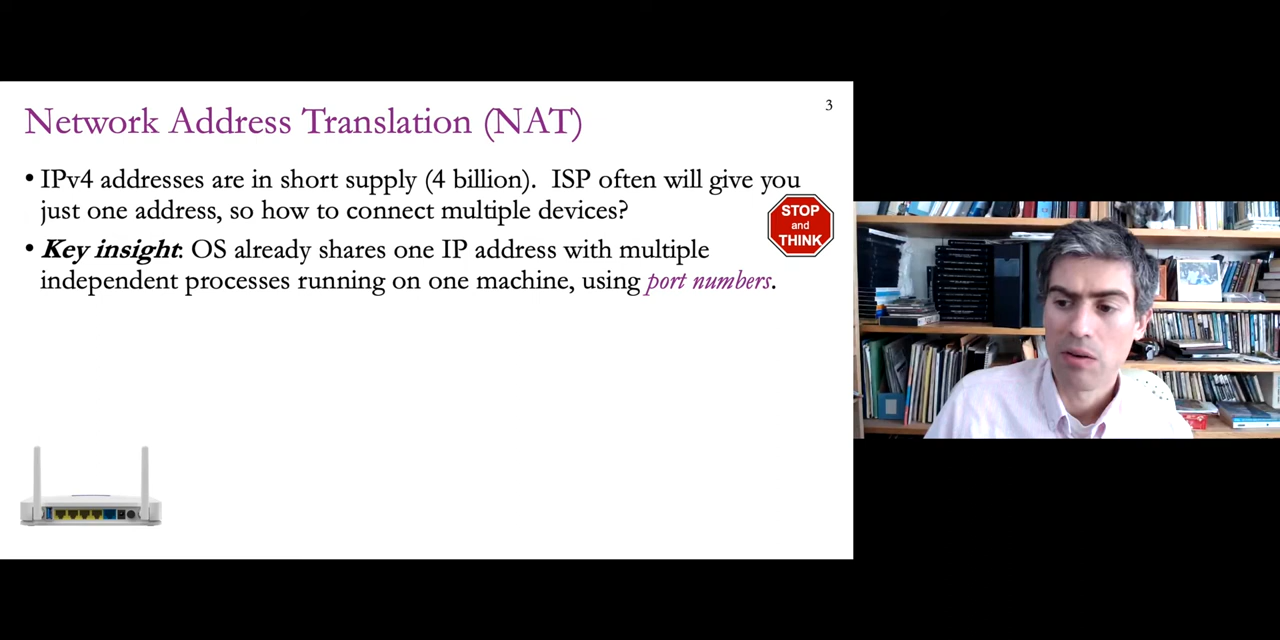 3
Network Address Translation (NAT)
• IPv4 addresses are in short supply (4 billion).  ISP often will give you
just one address, so how to connect multiple devices?
STOP
and
THINK
• Key insight: OS already shares one IP address with multiple
independent processes running on one machine, using port numbers.